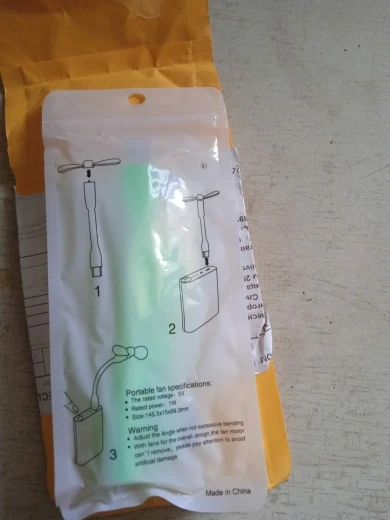 1
2
3
Portable fan specifications:
• The rated voltage: 5V
• Rated power: 1W
• Size:145.5x15x89.3mm
Warning
• Adjust the Angle when not excessive bending
• With fans for the overall design,the fan motor
can't remove, please pay attention to avoid
artificial damage
Made in China